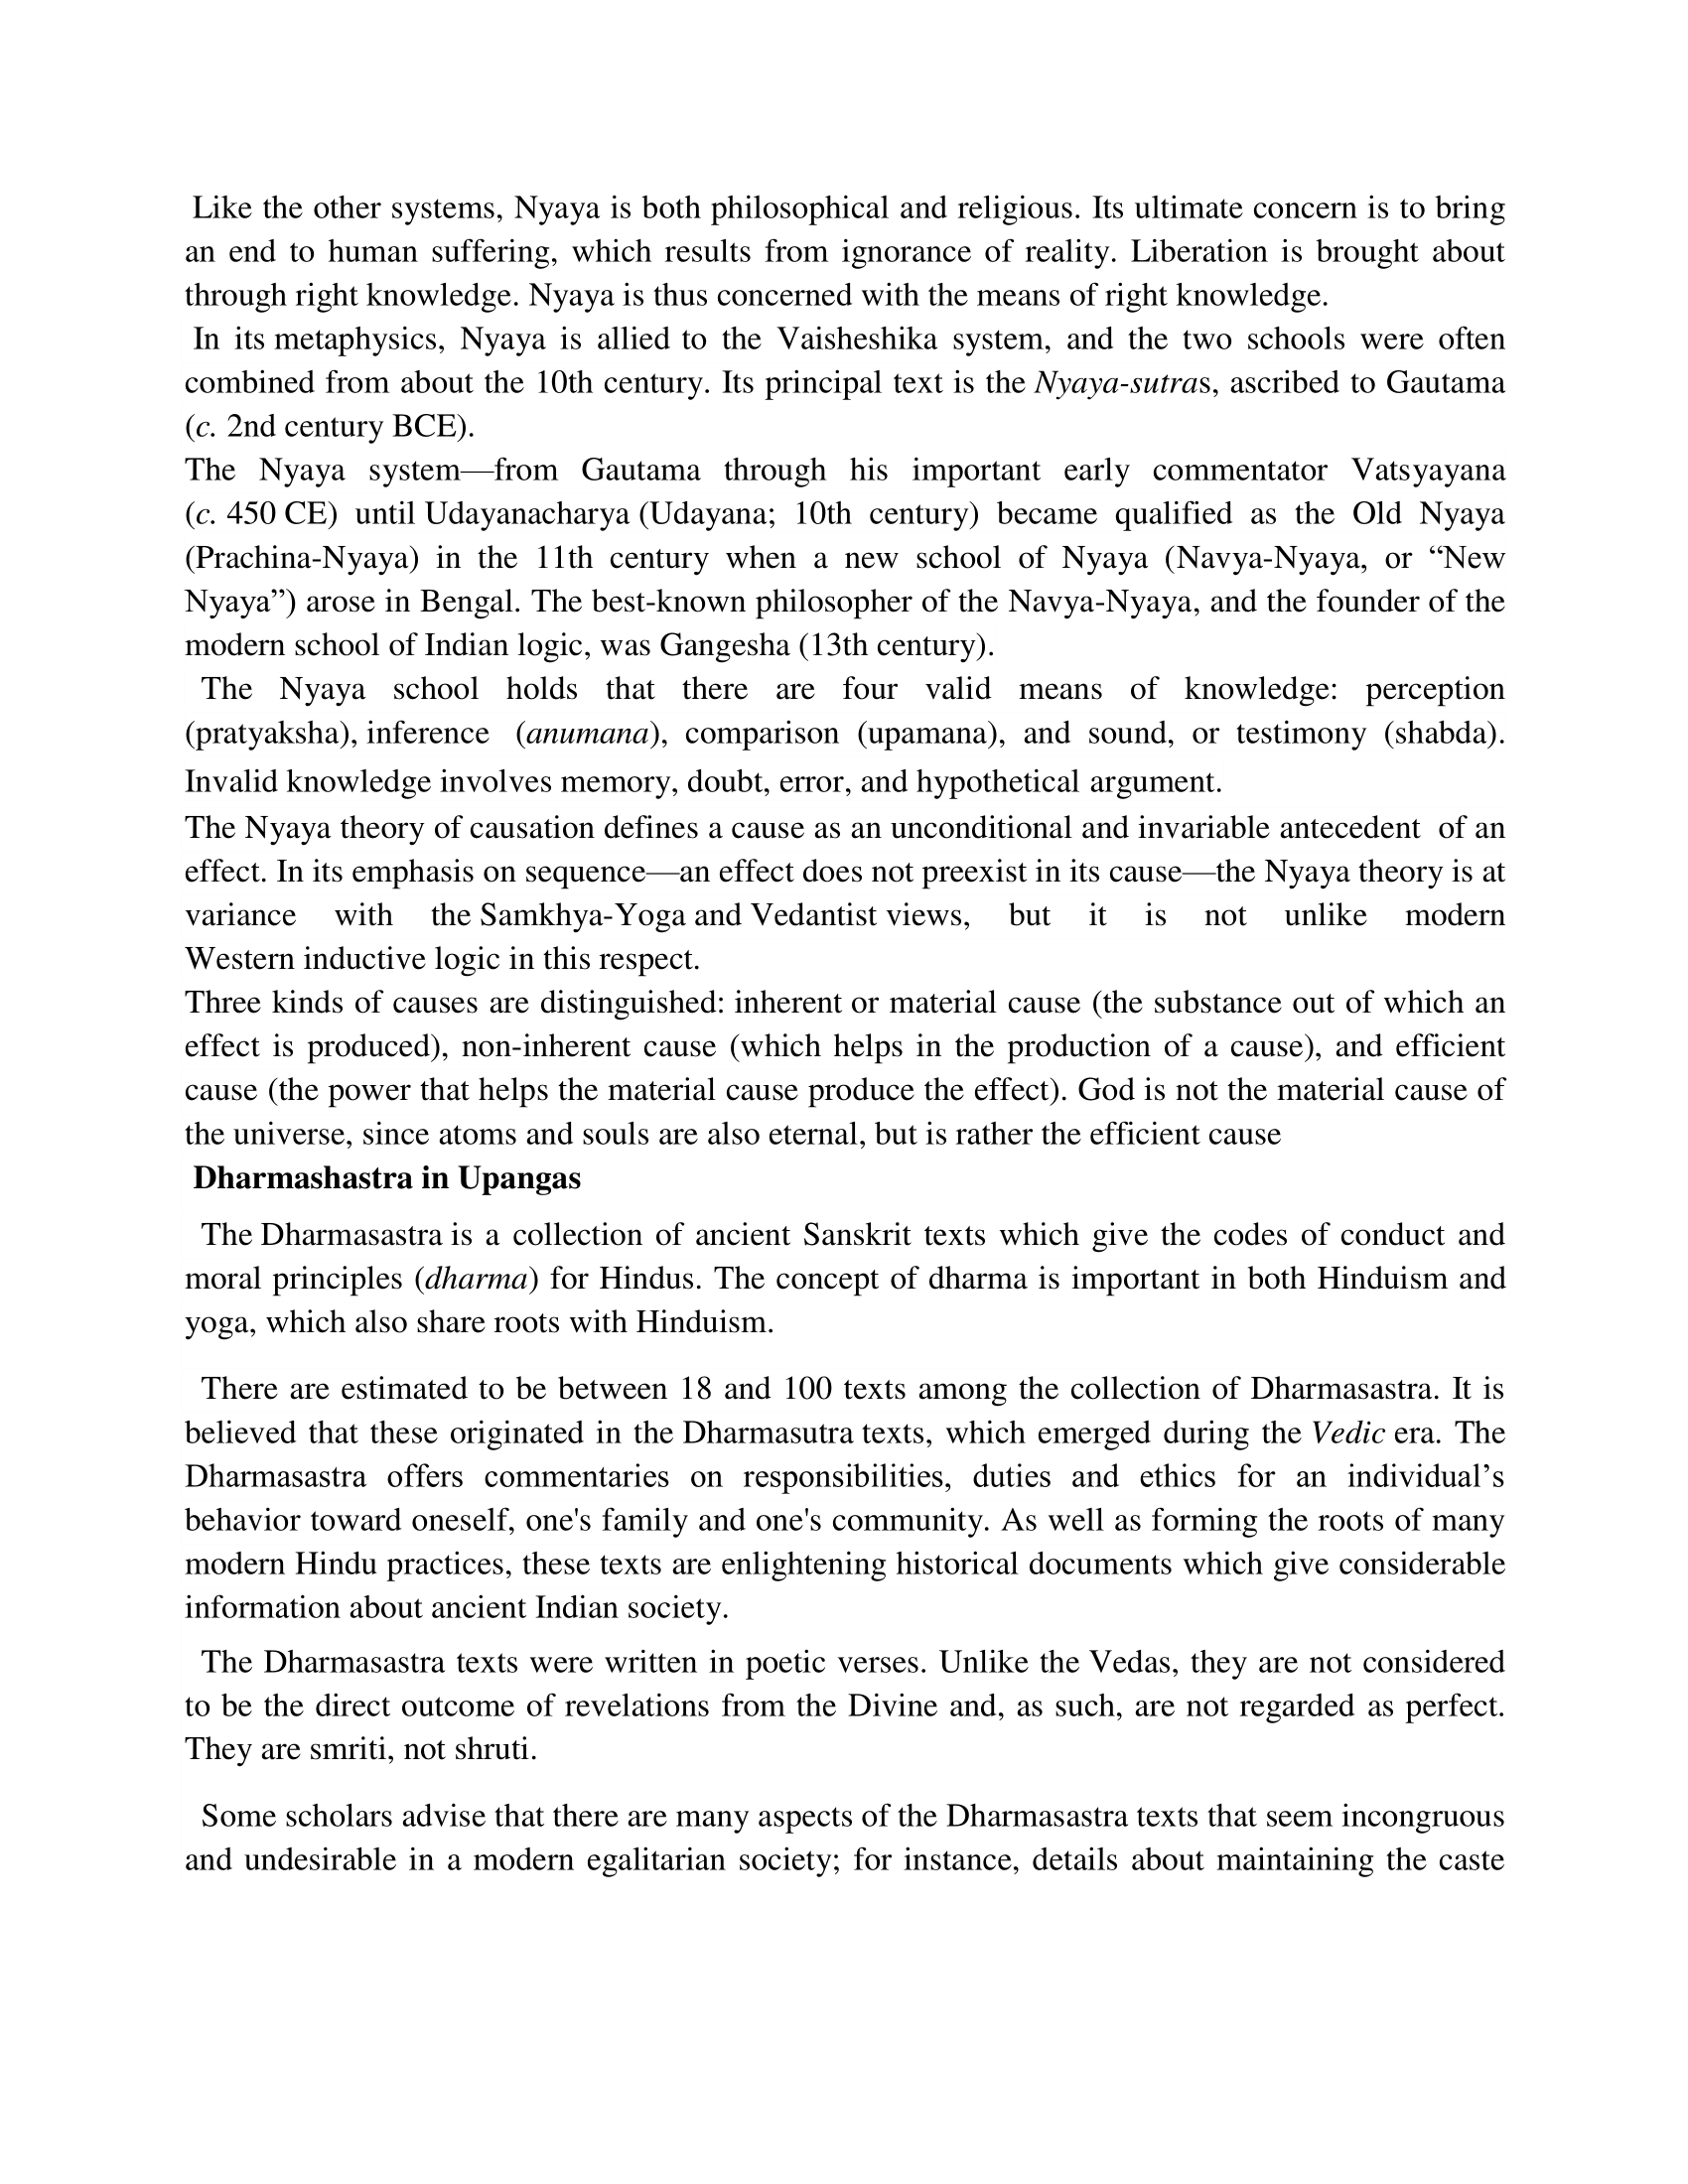 Like the other systems, Nyaya is both philosophical and religious. Its ultimate concern is to bring
an end to human suffering, which results from ignorance of reality. Liberation is brought about
through right knowledge. Nyaya is thus concerned with the means of right knowledge.
In its metaphysics, Nyaya is allied to the Vaisheshika system, and the two schools were often
combined from about the 10th century. Its principal text is the Nyaya-sutras, ascribed to Gautama
(c. 2nd century BCE).
The Nyaya system—from Gautama through his important early commentator Vatsyayana
(c. 450 CE) until Udayanacharya (Udayana; 10th century) became qualified as the Old Nyaya
(Prachina-Nyaya) in the 11th century when a new school of Nyaya (Navya-Nyaya, or “New
Nyaya”) arose in Bengal. The best-known philosopher of the Navya-Nyaya, and the founder of the
modern school of Indian logic, was Gangesha (13th century).
The Nyaya school holds that there are four valid means of knowledge: perception
(pratyaksha), inference (anumana), comparison (upamana), and sound, or testimony (shabda).
Invalid knowledge involves memory, doubt, error, and hypothetical argument.
The Nyaya theory of causation defines a cause as an unconditional and invariable antecedent of an
effect. In its emphasis on sequence—an effect does not preexist in its cause—the Nyaya theory is at
variance with the Samkhya-Yoga and Vedantist views, but it is not unlike modern
Western inductive logic in this respect.
Three kinds of causes are distinguished: inherent or material cause (the substance out of which an
effect is produced), non-inherent cause (which helps in the production of a cause), and efficient
cause (the power that helps the material cause produce the effect). God is not the material cause of
the universe, since atoms and souls are also eternal, but is rather the efficient cause
Dharmashastra in Upangas
The Dharmasastra is a collection of ancient Sanskrit texts which give the codes of conduct and
moral principles (dharma) for Hindus. The concept of dharma is important in both Hinduism and
yoga, which also share roots with Hinduism.
There are estimated to be between 18 and 100 texts among the collection of Dharmasastra. It is
believed that these originated in the Dharmasutra texts, which emerged during the Vedic era. The
Dharmasastra offers commentaries on responsibilities, duties and ethics for an individual’s
behavior toward oneself, one's family and one's community. As well as forming the roots of many
modern Hindu practices, these texts are enlightening historical documents which give considerable
information about ancient Indian society.
The Dharmasastra texts were written in poetic verses. Unlike the Vedas, they are not considered
to be the direct outcome of revelations from the Divine and, as such, are not regarded as perfect.
They are smriti, not shruti.
Some scholars advise that there are many aspects of the Dharmasastra texts that seem incongruous
and undesirable in a modern egalitarian society; for instance, details about maintaining the caste